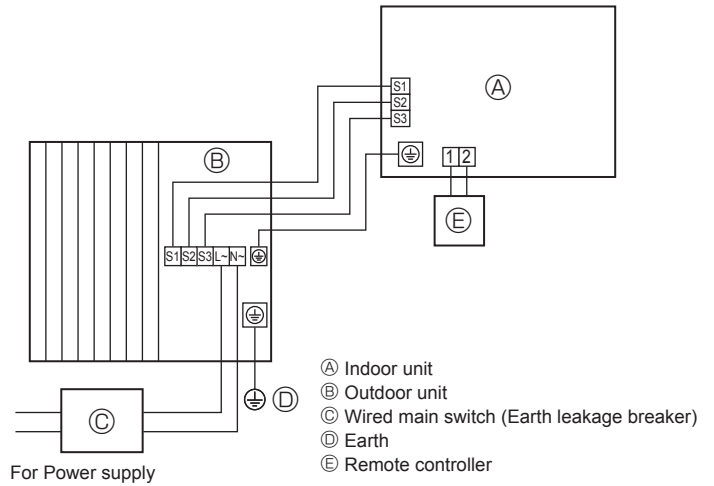 S1
S2
S3
Ⓐ
1 2
Ⓔ
Ⓑ
S1 S2 S3 L~ N~
Ⓓ
Ⓒ
For Power supply
Ⓐ Indoor unit
Ⓑ Outdoor unit
Ⓒ Wired main switch (Earth leakage breaker)
Ⓓ Earth
Ⓔ Remote controller